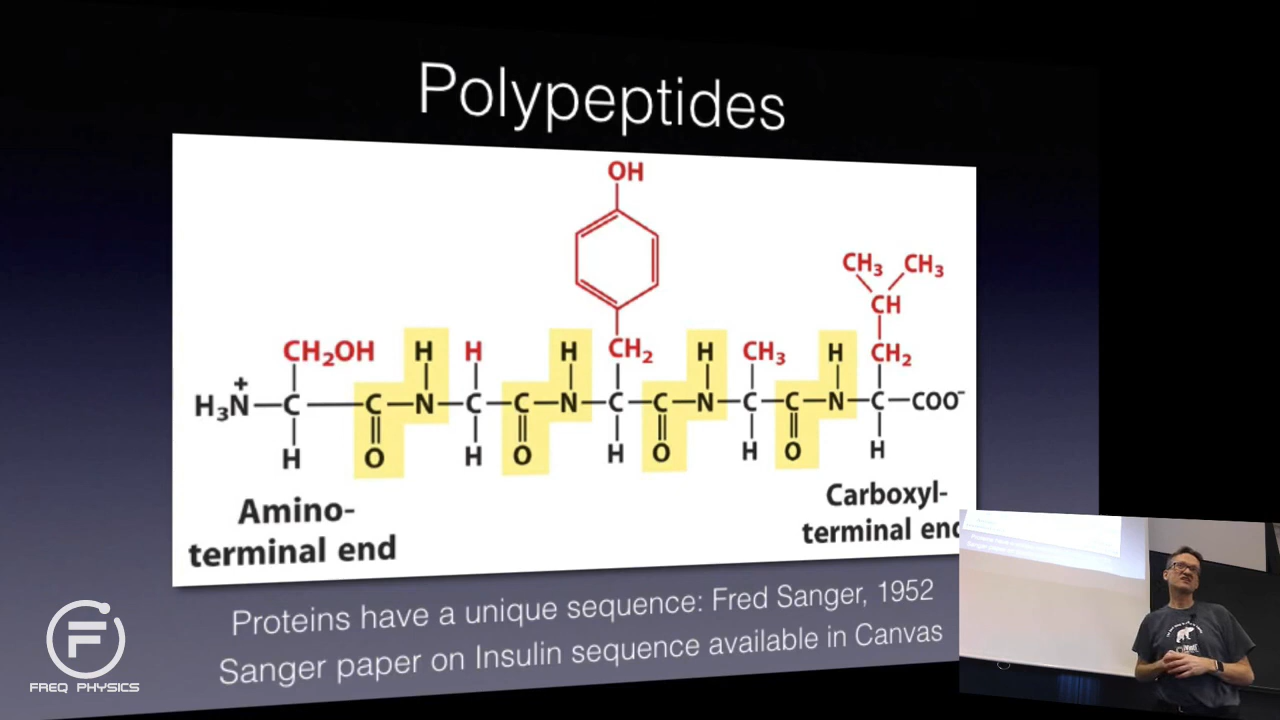 Polypeptides
OH
CH3 CH3
CH
CH2OH H H H CH2 H CH3 H CH2
H3N+—C—C—N—C—C—N—C—C—N—C—C—N—C—COO-
H O H O H O H O H
Amino-
terminal end
Carboxyl-
terminal end
Proteins have a unique sequence: Fred Sanger, 1952
Sanger paper on Insulin sequence available in Canvas
F
FREQ PHYSICS